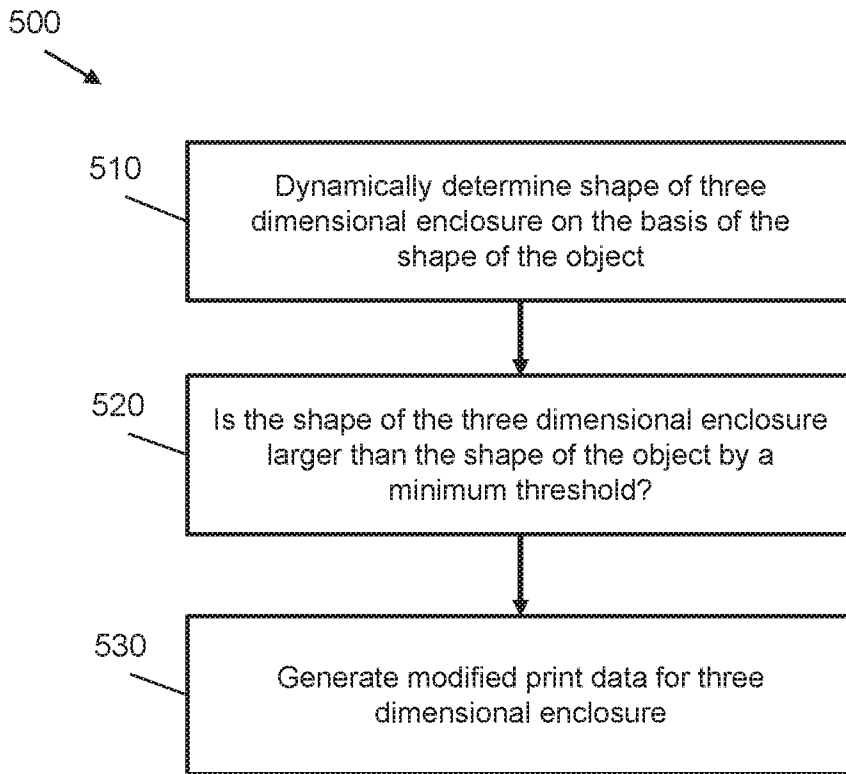 500
510
Dynamically determine shape of three
dimensional enclosure on the basis of the
shape of the object
520
Is the shape of the three dimensional enclosure
larger than the shape of the object by a
minimum threshold?
530
Generate modified print data for three
dimensional enclosure